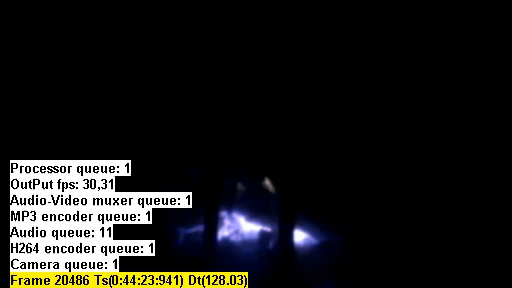 Processor queue: 1
OutPut fps: 30,31
Audio-Video muxer queue: 1
MP3 encoder queue: 1
Audio queue: 11
H264 encoder queue: 1
Camera queue: 1
Frame 20486 Ts(0:44:23:941) Dt(128.03)